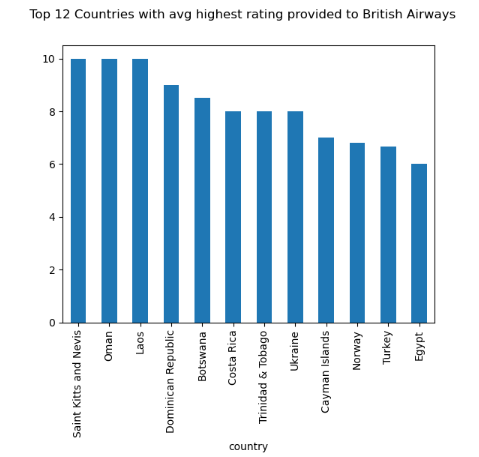 Top 12 Countries with avg highest rating provided to British Airways
10
8
6
4
2
0
Saint Kitts and Nevis
Oman
Laos
Dominican Republic
Botswana
Costa Rica
Trinidad & Tobago
Ukraine
Cayman Islands
Norway
Turkey
Egypt
country